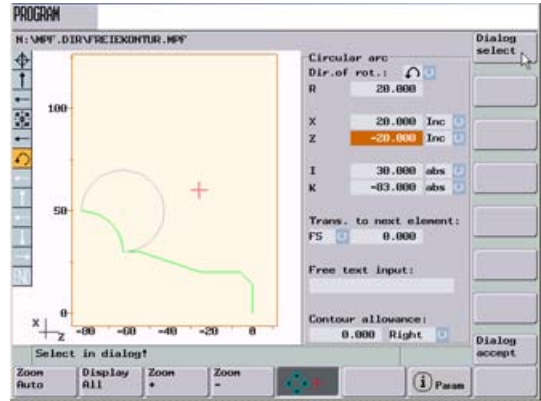 PROGRAM
N:\MPF.DIR\FREIEKONTUR.MPF
Dialog
select
Circular arc
Dir.of rot.:
R 20.000
X 20.000 Inc
Z -20.000 Inc
I 30.000 abs
K -83.000 abs
Trans. to next element:
FS 0.000
Free text input:
Contour allowance:
0.000 Right
100
50
0
X
Z
-80 -60 -40 -20 0
Select in dialog!
Dialog
accept
Zoom
Auto
Display
All
Zoom
+
Zoom
-
i Param